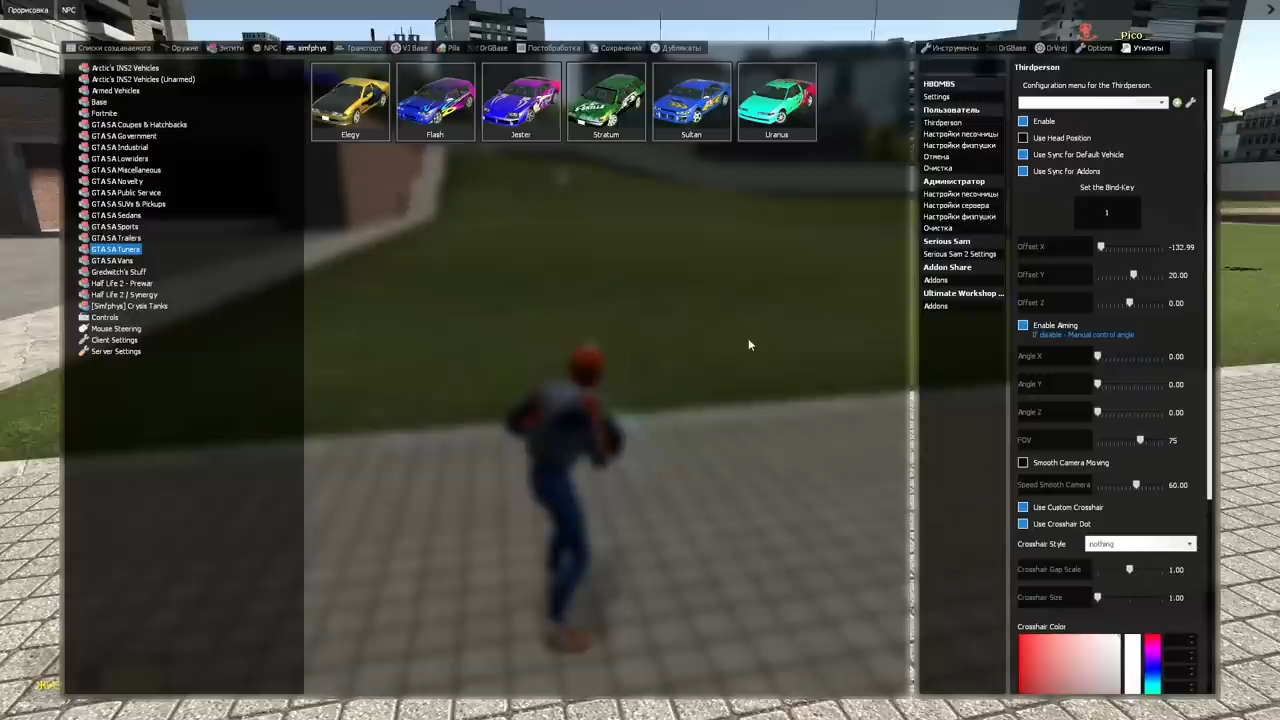 Прорисовка NPC
_Pico_
Списки создаваемого Оружие Энтити NPC simfphys Транспорт VJ Base Pills DrGBase Постобработка Сохранения Дубликаты
Инструменты DrGBase DrVrej Options Утилиты
Arctic's INS2 Vehicles
Arctic's INS2 Vehicles (Unarmed)
Armed Vehicles
Base
Fortnite
GTA SA Coupes & Hatchbacks
GTA SA Government
GTA SA Industrial
GTA SA Lowriders
GTA SA Miscellaneous
GTA SA Novelty
GTA SA Public Service
GTA SA SUVs & Pickups
GTA SA Sedans
GTA SA Sports
GTA SA Trailers
GTA SA Tuners
GTA SA Vans
Gredwitch's Stuff
Half Life 2 - Prewar
Half Life 2 / Synergy
[Simfphys] Crysis Tanks
Controls
Mouse Steering
Client Settings
Server Settings
Elegy Flash Jester Stratum Sultan Uranus
HBOMBS
Settings
Пользователь
Thirdperson
Настройки песочницы
Настройки физпушки
Отмена
Очистка
Администратор
Настройки песочницы
Настройки сервера
Настройки физпушки
Очистка
Serious Sam
Serious Sam 2 Settings
Addon Share
Addons
Ultimate Workshop ...
Addons
Thirdperson
Configuration menu for the Thirdperson.
Enable
Use Head Position
Use Sync for Default Vehicle
Use Sync for Addons
Set the Bind-Key
1
Offset X -132.99
Offset Y 20.00
Offset Z 0.00
Enable Aiming
If disable - Manual control angle
Angle X 0.00
Angle Y 0.00
Angle Z 0.00
FOV 75
Smooth Camera Moving
Speed Smooth Camera 60.00
Use Custom Crosshair
Use Crosshair Dot
Crosshair Style nothing
Crosshair Gap Scale 1.00
Crosshair Size 1.00
Crosshair Color